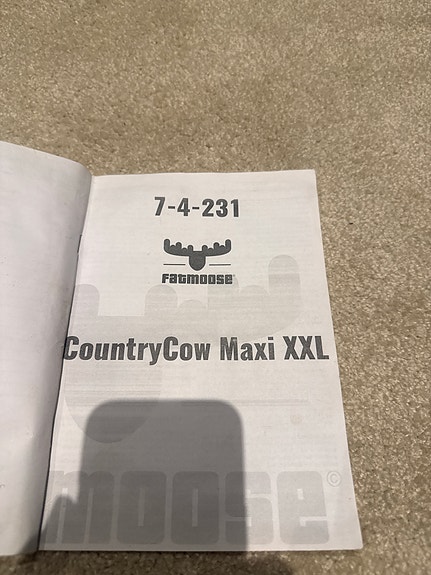 7-4-231
FATMOOSE
CountryCow Maxi XXL
moose©